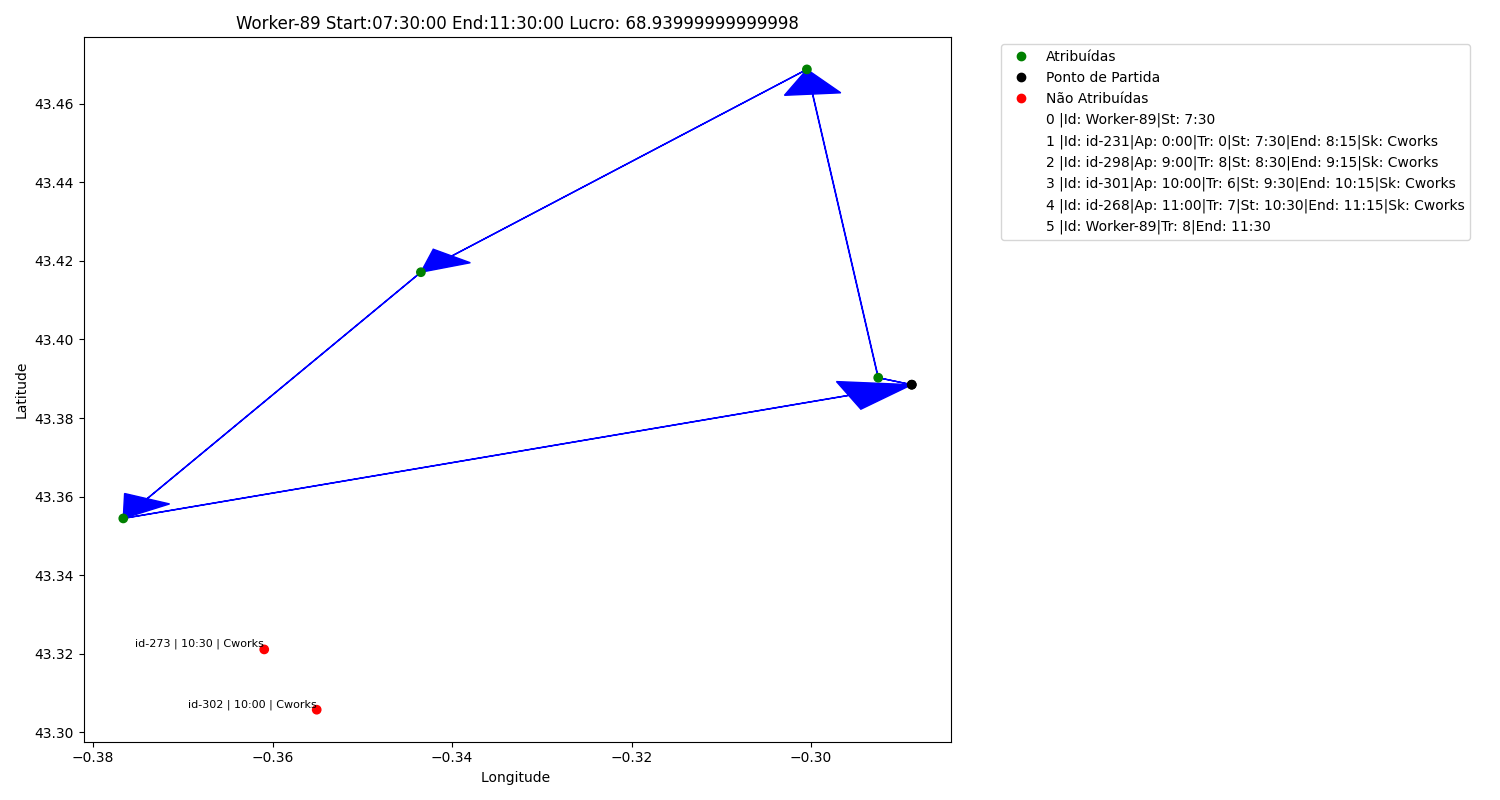 Worker-89 Start:07:30:00 End:11:30:00 Lucro: 68.93999999999998
Atribuídas
Ponto de Partida
Não Atribuídas
0 |Id: Worker-89|St: 7:30
1 |Id: id-231|Ap: 0:00|Tr: 0|St: 7:30|End: 8:15|Sk: Cworks
2 |Id: id-298|Ap: 9:00|Tr: 8|St: 8:30|End: 9:15|Sk: Cworks
3 |Id: id-301|Ap: 10:00|Tr: 6|St: 9:30|End: 10:15|Sk: Cworks
4 |Id: id-268|Ap: 11:00|Tr: 7|St: 10:30|End: 11:15|Sk: Cworks
5 |Id: Worker-89|Tr: 8|End: 11:30
43.46
43.44
43.42
43.40
43.38
43.36
43.34
43.32
43.30
Latitude
id-273 | 10:30 | Cworks
id-302 | 10:00 | Cworks
−0.38
−0.36
−0.34
−0.32
−0.30
Longitude